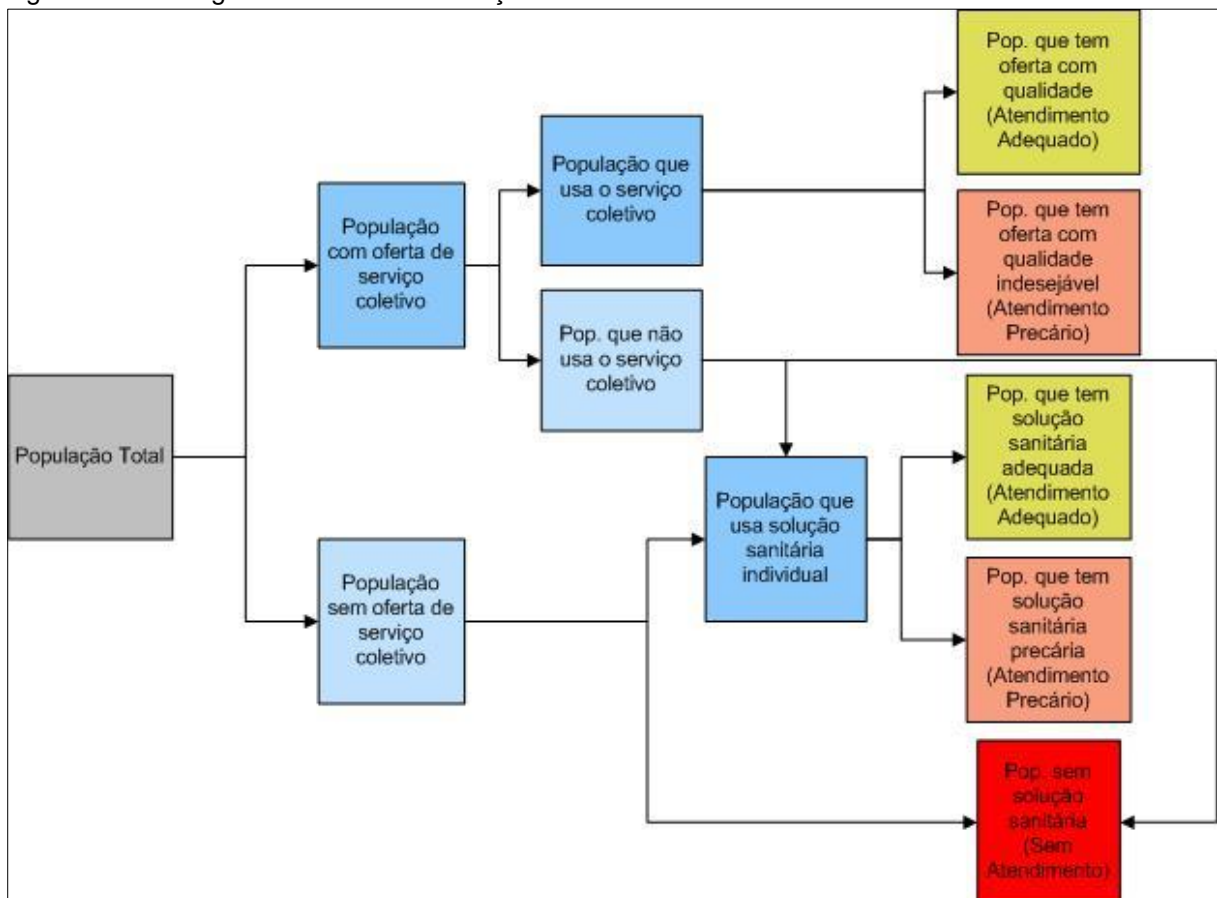 Pop. que tem
oferta com
qualidade
(Atendimento
Adequado)
População que
usa o serviço
coletivo
População
com oferta de
serviço
coletivo
Pop. que tem
oferta com
qualidade
indesejável
(Atendimento
Precário)
Pop. que não
usa o serviço
coletivo
População Total
Pop. que tem
solução
sanitária
adequada
(Atendimento
Adequado)
População que
usa solução
sanitária
individual
População
sem oferta de
serviço
coletivo
Pop. que tem
solução
sanitária
precária
(Atendimento
Precário)
Pop. sem
solução
sanitária
(Sem
Atendimento)